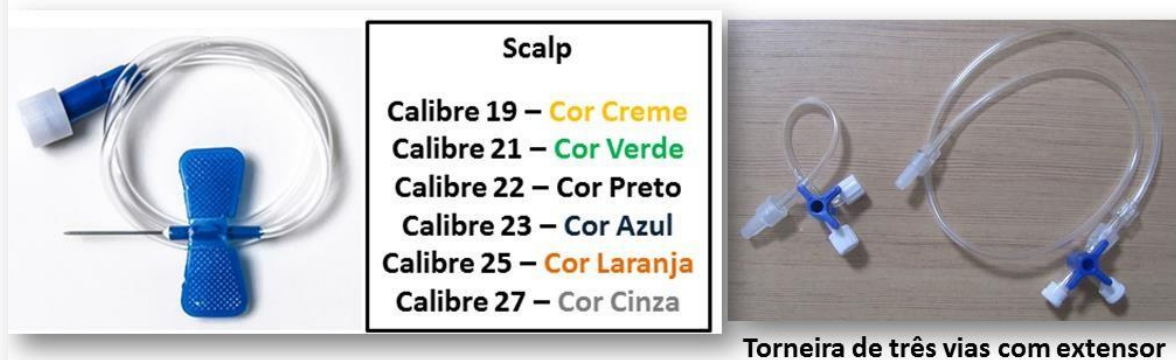 Scalp
Calibre 19 – Cor Creme
Calibre 21 – Cor Verde
Calibre 22 – Cor Preto
Calibre 23 – Cor Azul
Calibre 25 – Cor Laranja
Calibre 27 – Cor Cinza
Torneira de três vias com extensor